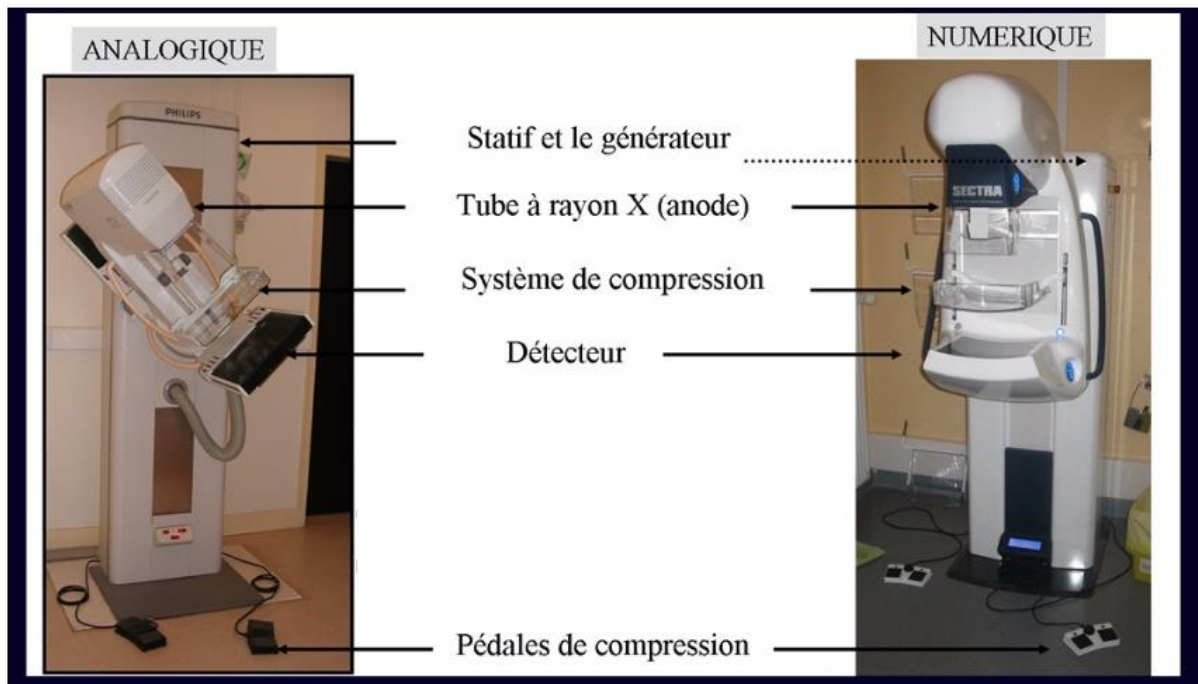 ANALOGIQUE
NUMERIQUE
PHILIPS
Statif et le générateur
SECTRA
Tube à rayon X (anode)
Système de compression
Détecteur
Pédales de compression